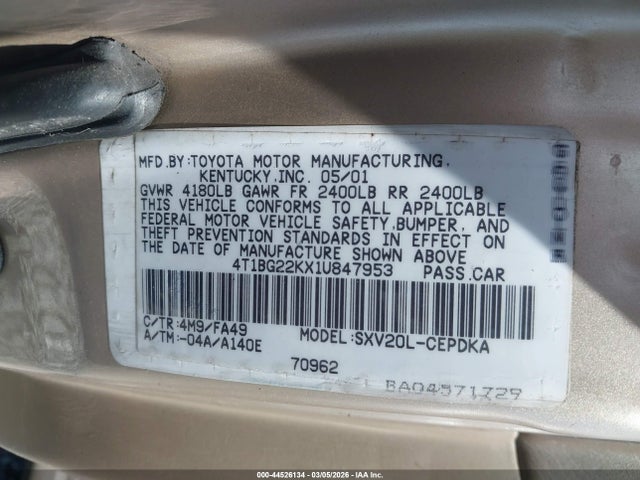 MFD.BY:TOYOTA MOTOR MANUFACTURING,
KENTUCKY,INC. 05/01
GVWR 4180LB GAWR FR 2400LB RR 2400LB
THIS VEHICLE CONFORMS TO ALL APPLICABLE
FEDERAL MOTOR VEHICLE SAFETY,BUMPER, AND
THEFT PREVENTION STANDARDS IN EFFECT ON
THE DATE OF MANUFACTURE SHOWN ABOVE
4T1BG22KX1U847953 PASS.CAR
C/TR:4M9/FA49 MODEL:SXV20L-CEPDKA
A/TM:-04A/A140E
70962
BA04571729
000-44526134 - 03/05/2026 - IAA Inc.